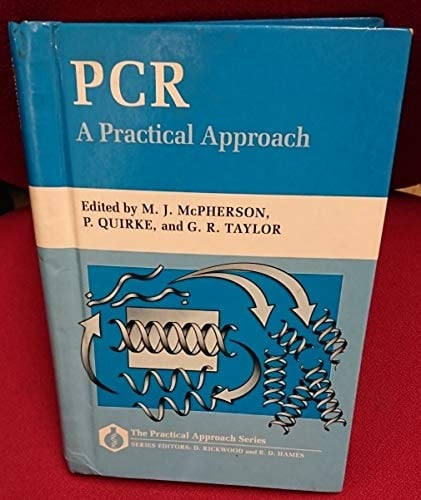 PCR
A Practical Approach
Edited by M. J. McPHERSON,
P. QUIRKE, and G. R. TAYLOR
The Practical Approach Series
SERIES EDITORS: D. RICKWOOD and B. D. HAMES